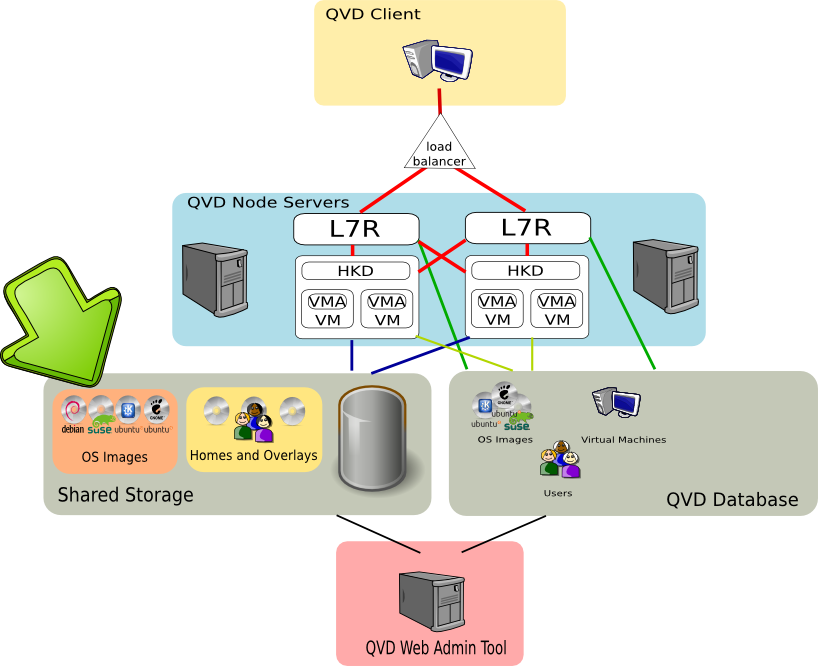 QVD Client
load
balancer
QVD Node Servers
L7R
L7R
HKD
HKD
VMA
VM
VMA
VM
VMA
VM
VMA
VM
debian
suse
ubuntu
ubuntu
GNOME
OS Images
Homes and Overlays
Shared Storage
GNOME
ubuntu
ubuntu
suse
OS Images
Virtual Machines
Users
QVD Database
QVD Web Admin Tool